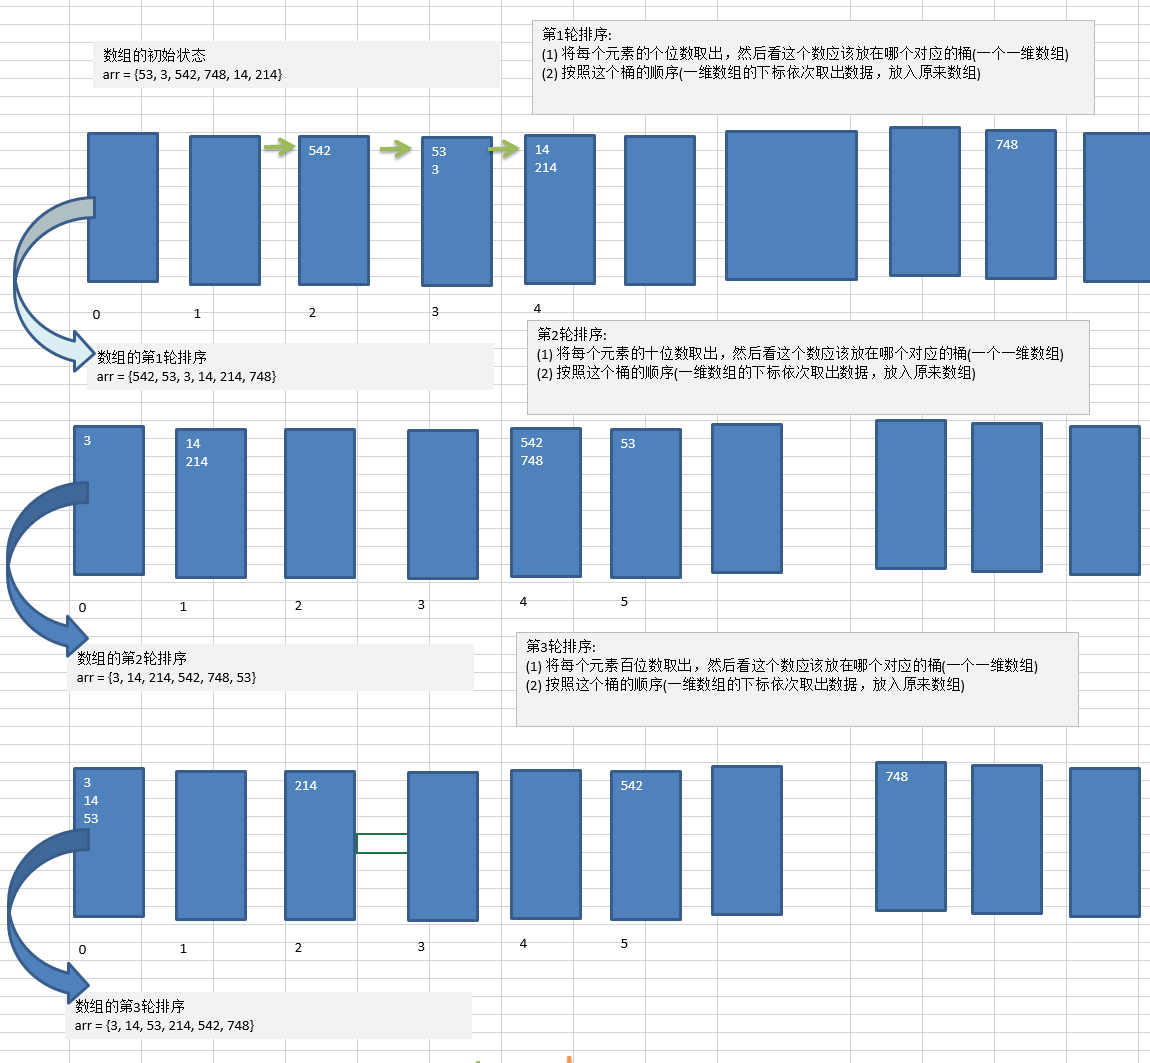 数组的初始状态
arr = {53, 3, 542, 748, 14, 214}
第1轮排序:
(1) 将每个元素的个位数取出，然后看这个数应该放在哪个对应的桶(一个一维数组)
(2) 按照这个桶的顺序(一维数组的下标依次取出数据，放入原来数组)
542
53
3
14
214
748
0
1
2
3
4
数组的第1轮排序
arr = {542, 53, 3, 14, 214, 748}
第2轮排序:
(1) 将每个元素的十位数取出，然后看这个数应该放在哪个对应的桶(一个一维数组)
(2) 按照这个桶的顺序(一维数组的下标依次取出数据，放入原来数组)
3
14
214
542
748
53
0
1
2
3
4
5
数组的第2轮排序
arr = {3, 14, 214, 542, 748, 53}
第3轮排序:
(1) 将每个元素百位数取出，然后看这个数应该放在哪个对应的桶(一个一维数组)
(2) 按照这个桶的顺序(一维数组的下标依次取出数据，放入原来数组)
3
14
53
214
542
748
0
1
2
3
4
5
数组的第3轮排序
arr = {3, 14, 53, 214, 542, 748}